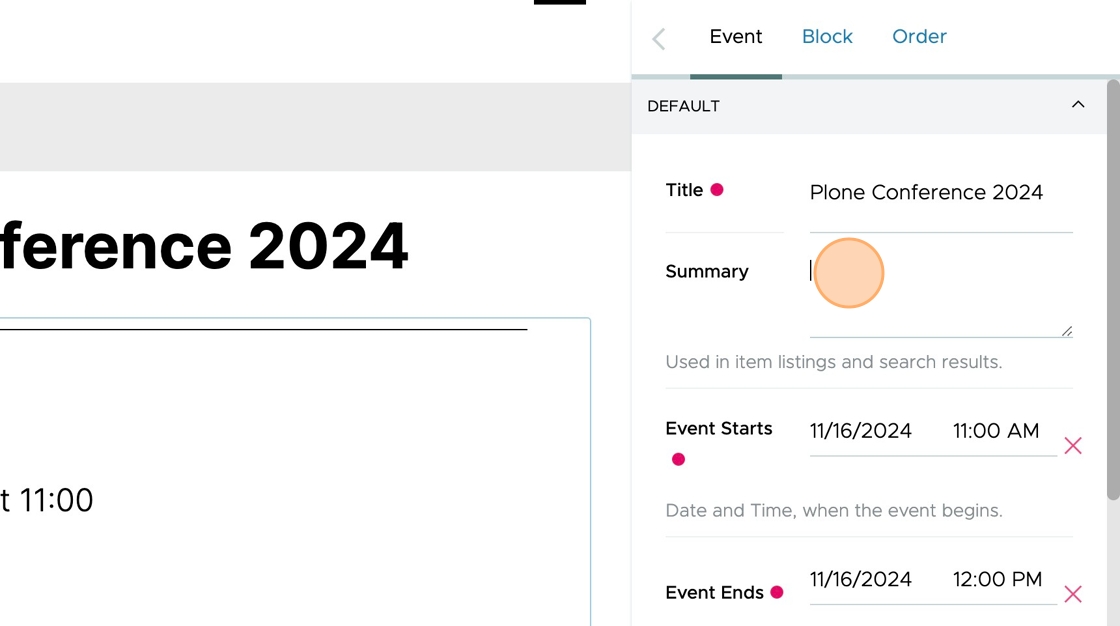 Event Block Order
DEFAULT
Title Plone Conference 2024
ference 2024
Summary
Used in item listings and search results.
Event Starts 11/16/2024 11:00 AM
t 11:00
Date and Time, when the event begins.
Event Ends 11/16/2024 12:00 PM